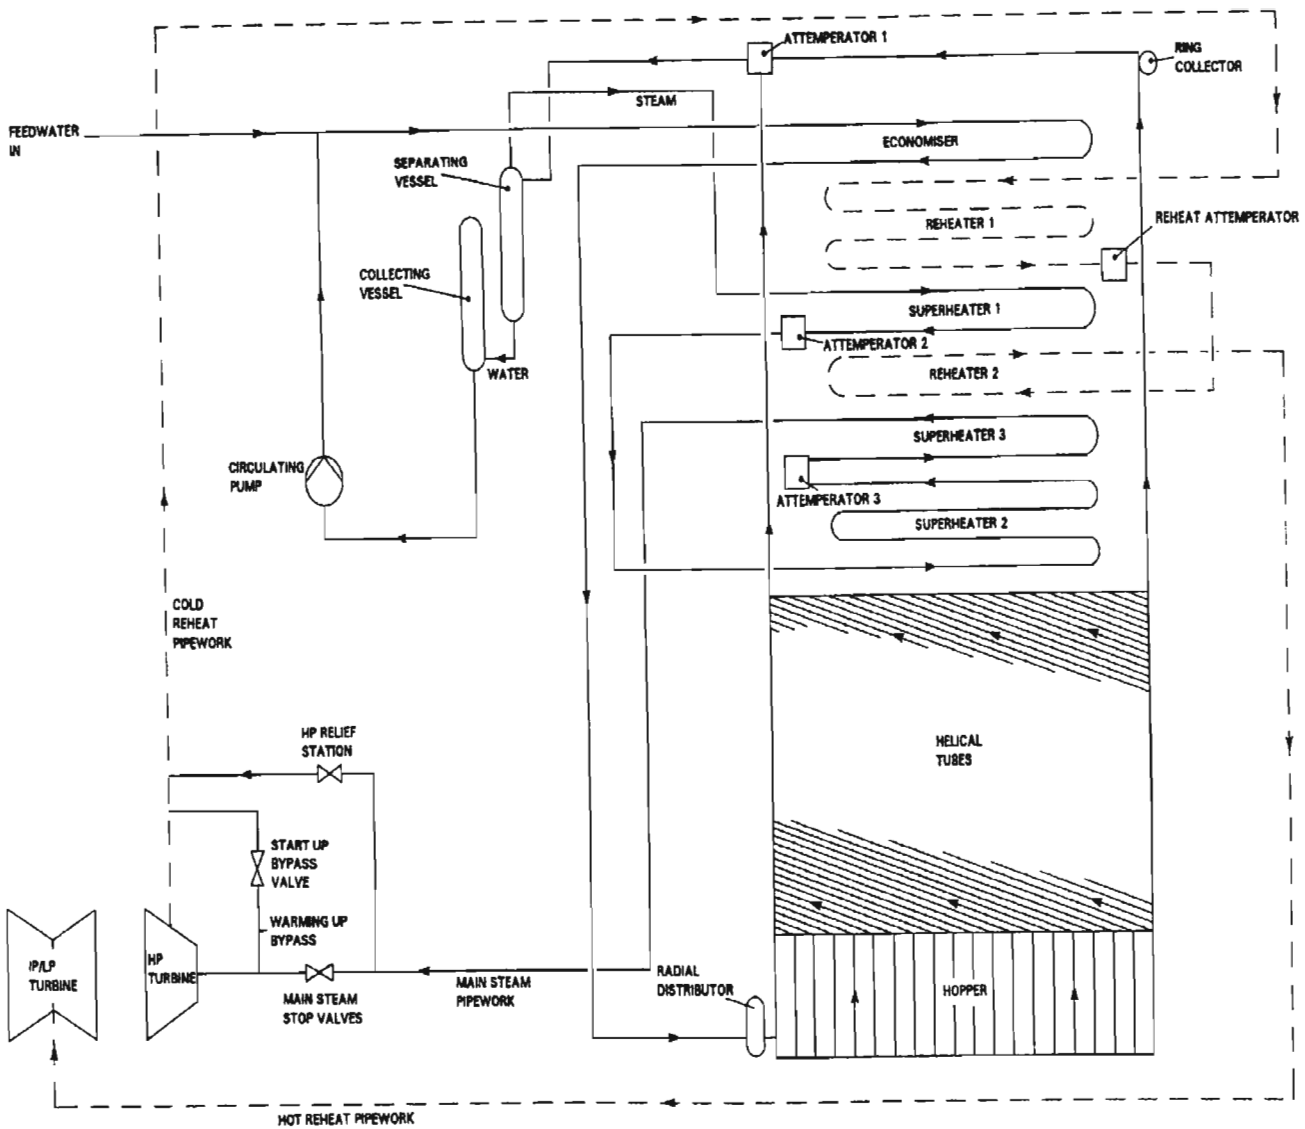 ATTEMPERATOR 1
RING
COLLECTOR
STEAM
FEEDWATER
IN
ECONOMISER
SEPARATING
VESSEL
REHEATER 1
REHEAT ATTEMPERATOR
COLLECTING
VESSEL
SUPERHEATER 1
ATTEMPERATOR 2
WATER
REHEATER 2
SUPERHEATER 3
CIRCULATING
PUMP
ATTEMPERATOR 3
SUPERHEATER 2
COLD
REHEAT
PIPEWORK
HP RELIEF
STATION
HELICAL
TUBES
START UP
BYPASS
VALVE
WARMING UP
BYPASS
IP/LP
TURBINE
HP
TURBINE
MAIN STEAM
STOP VALVES
MAIN STEAM
PIPEWORK
RADIAL
DISTRIBUTOR
HOPPER
HOT REHEAT PIPEWORK